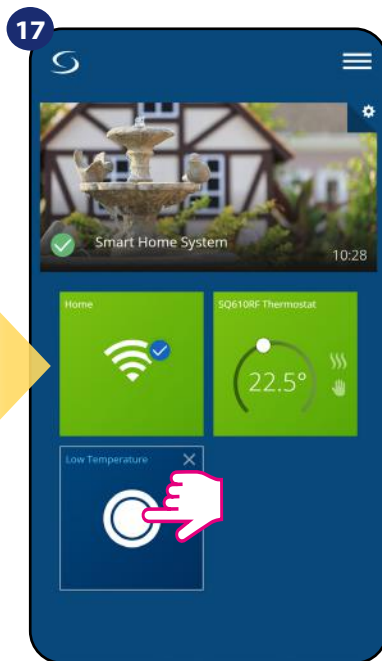 17
Smart Home System
10:28
Home
SQ610RF Thermostat
22.5°
Low Temperature